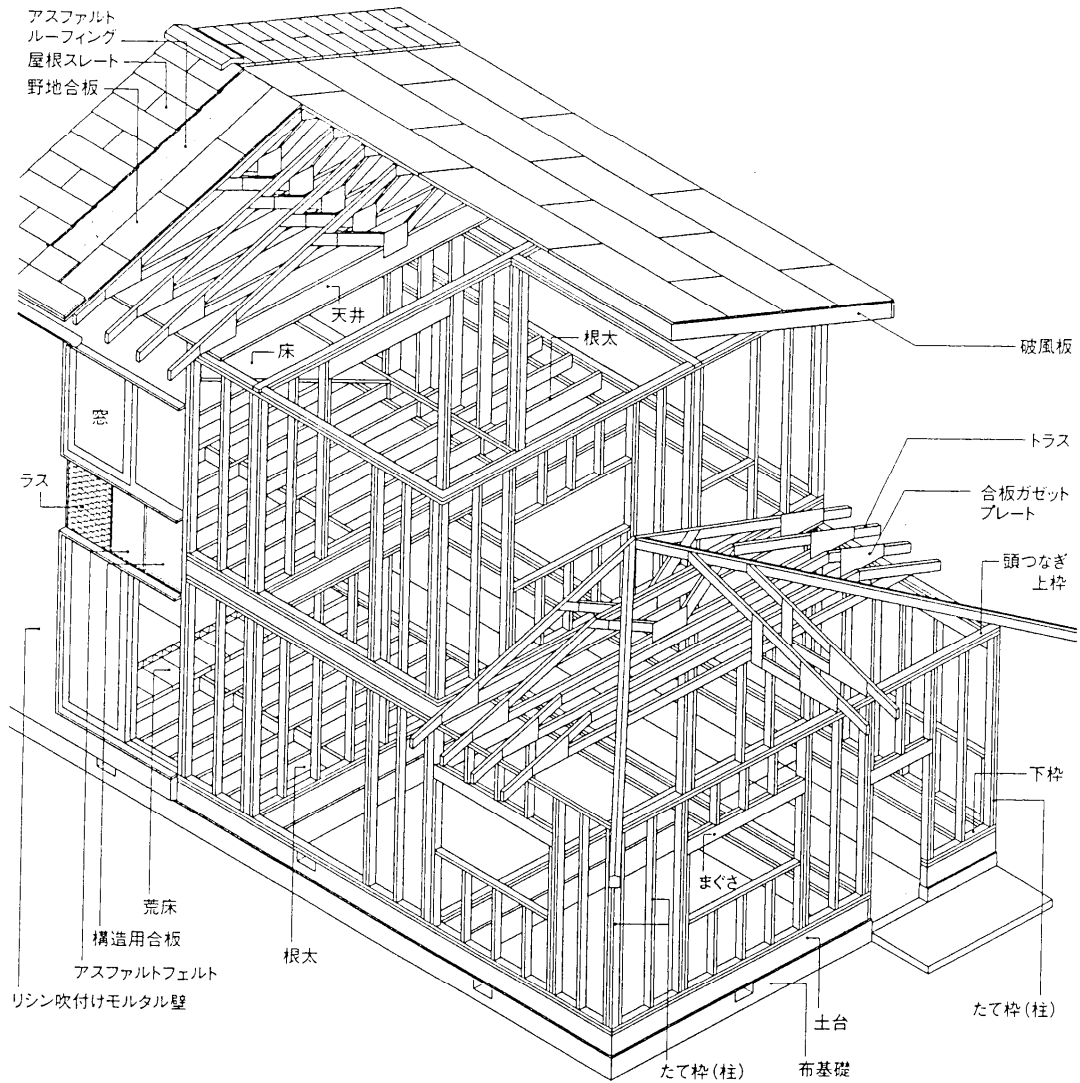 アスファルト
ルーフィング
屋根スレート
野地合板
天井
床
根太
破風板
窓
トラス
ラス
合板ガゼット
プレート
頭つなぎ
上枠
下枠
まぐさ
荒床
構造用合板
根太
アスファルトフェルト
リシン吹付けモルタル壁
土台
たて枠(柱)
たて枠(柱)
布基礎